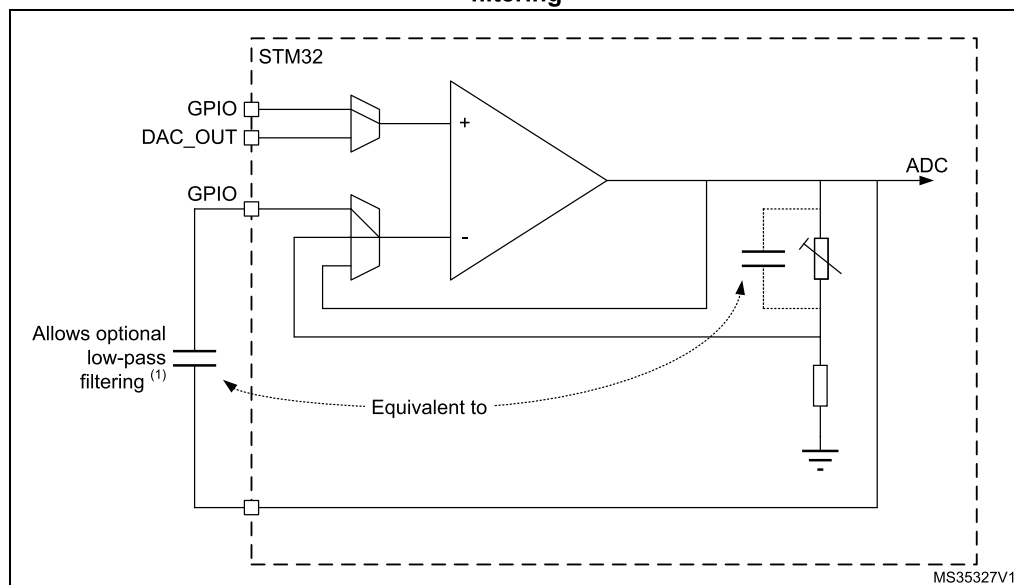 filtering
STM32
GPIO
DAC_OUT
GPIO
+
-
ADC
Allows optional
low-pass
filtering (1)
Equivalent to
MS35327V1